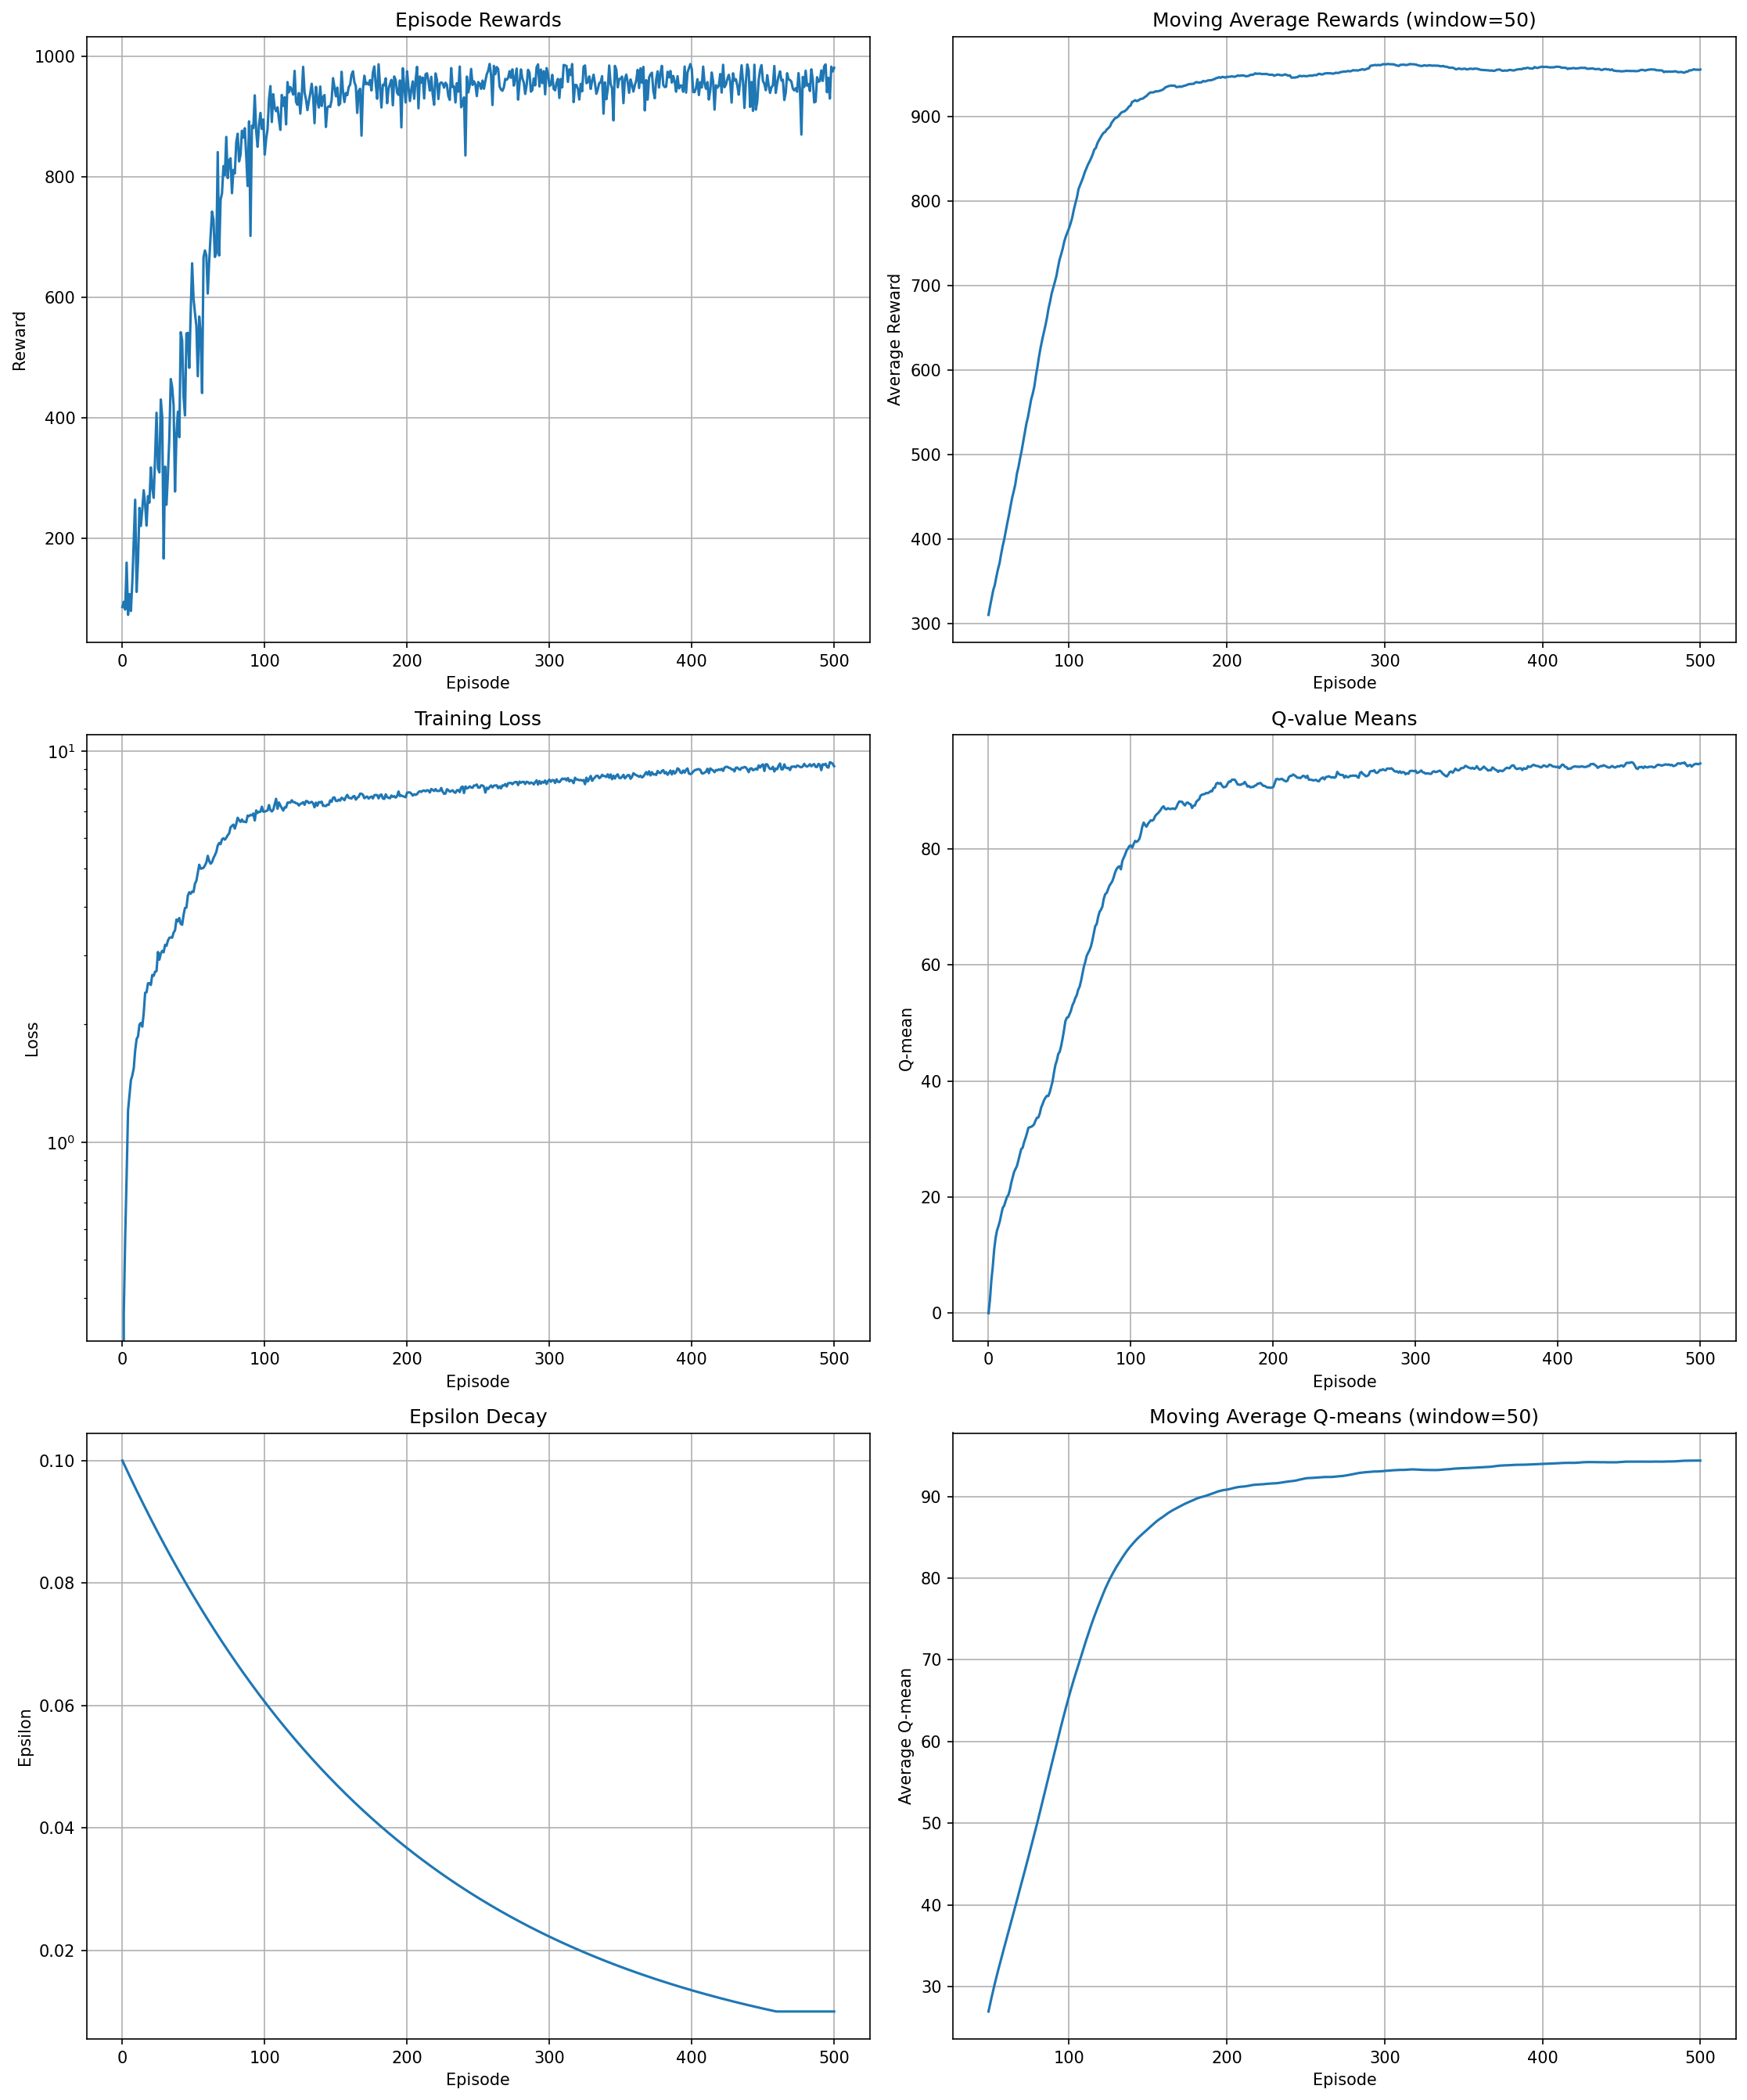 Episode Rewards
1000
800
600
400
200
Reward
0 100 200 300 400 500
Episode
Moving Average Rewards (window=50)
900
800
700
600
500
400
300
Average Reward
100 200 300 400 500
Episode
Training Loss
10¹
10⁰
Loss
0 100 200 300 400 500
Episode
Q-value Means
80
60
40
20
0
Q-mean
0 100 200 300 400 500
Episode
Epsilon Decay
0.10
0.08
0.06
0.04
0.02
Epsilon
0 100 200 300 400 500
Episode
Moving Average Q-means (window=50)
90
80
70
60
50
40
30
Average Q-mean
100 200 300 400 500
Episode